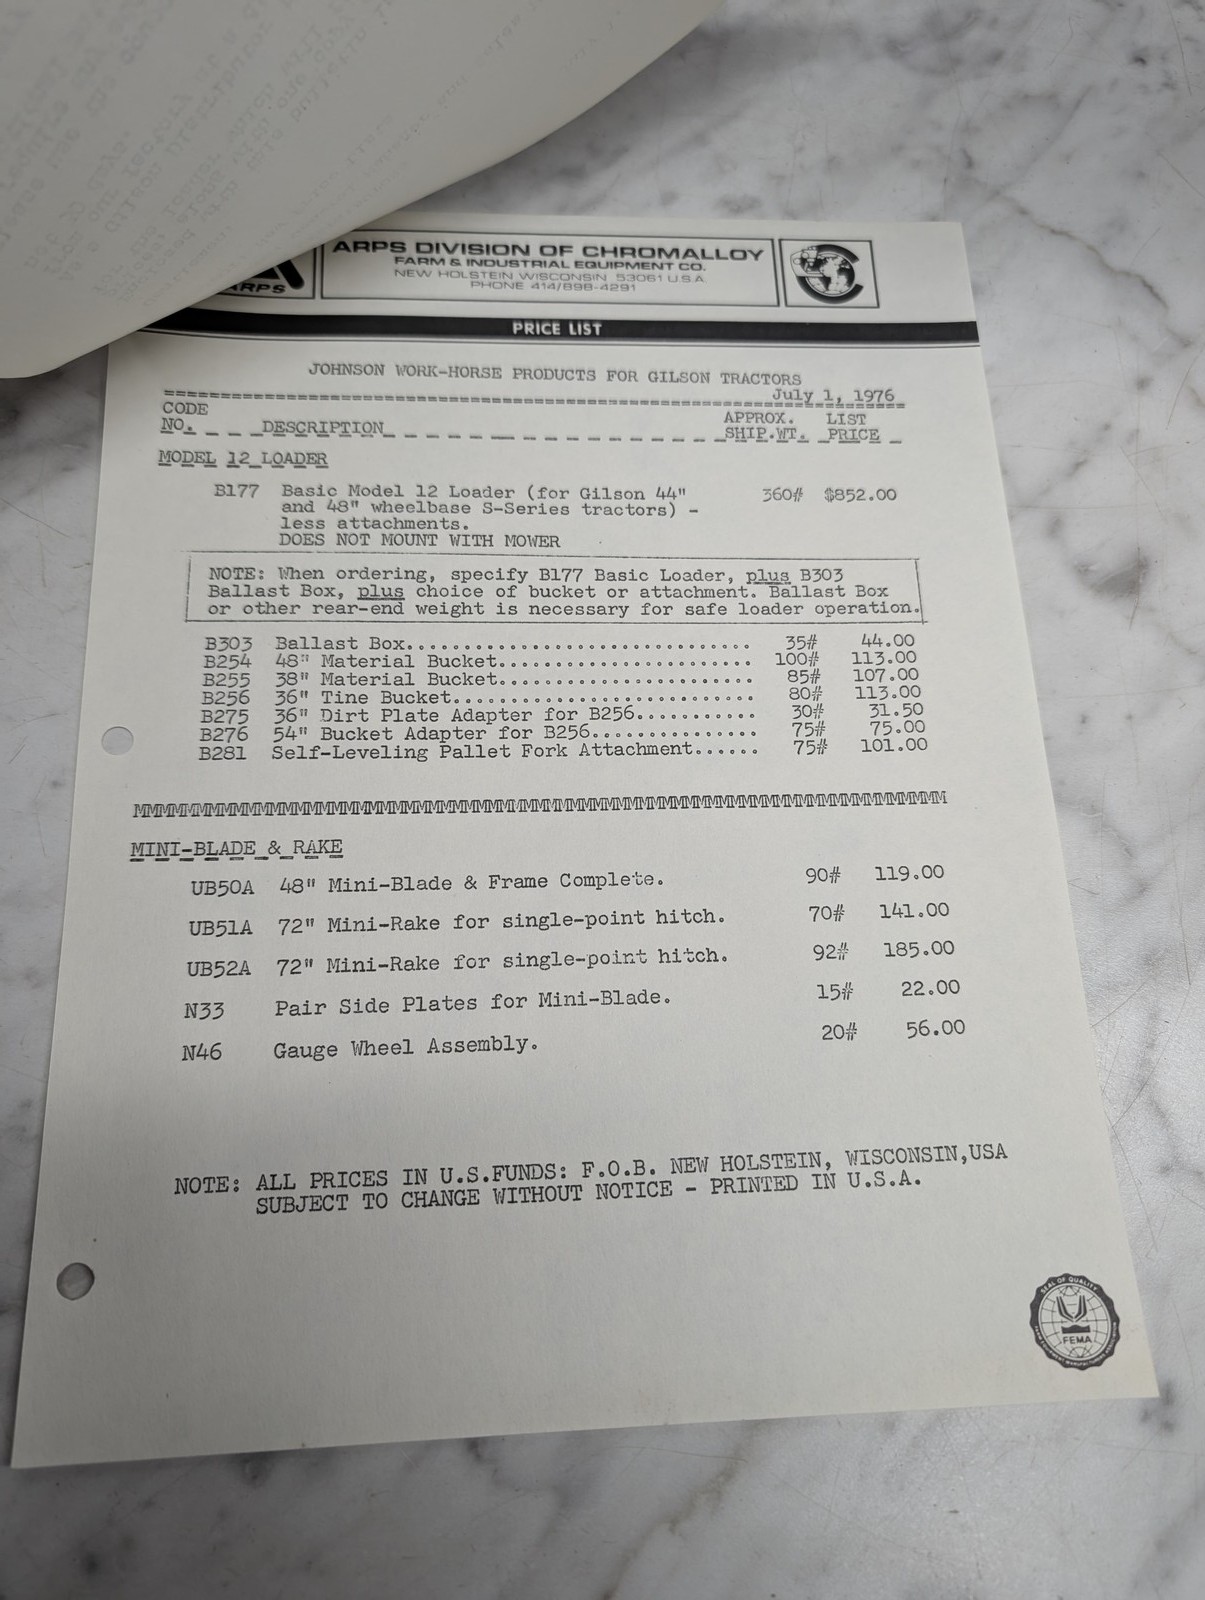 ARPS
ARPS DIVISION OF CHROMALLOY
FARM & INDUSTRIAL EQUIPMENT CO.
NEW HOLSTEIN WISCONSIN 53061 U.S.A.
PHONE 414/898-4291
PRICE LIST
JOHNSON WORK-HORSE PRODUCTS FOR GILSON TRACTORS
July 1, 1976
CODE APPROX. LIST
NO. DESCRIPTION SHIP.WT. PRICE
MODEL 12 LOADER
B177 Basic Model 12 Loader (for Gilson 44" 360# $852.00
and 48" wheelbase S-Series tractors) -
less attachments.
DOES NOT MOUNT WITH MOWER
NOTE: When ordering, specify B177 Basic Loader, plus B303
Ballast Box, plus choice of bucket or attachment. Ballast Box
or other rear-end weight is necessary for safe loader operation.
B303 Ballast Box.............................. 35# 44.00
B254 48" Material Bucket...................... 100# 113.00
B255 38" Material Bucket...................... 85# 107.00
B256 36" Tine Bucket.......................... 80# 113.00
B275 36" Dirt Plate Adapter for B256........... 30# 31.50
B276 54" Bucket Adapter for B256............... 75# 75.00
B281 Self-Leveling Pallet Fork Attachment...... 75# 101.00
MMMMMMMMMMMMMMMMMMMMMMMMMMMMMMMMMMMMMMMMMMMMMMMMMMMMMMMMMMMMMMMMMM
MINI-BLADE & RAKE
UB50A 48" Mini-Blade & Frame Complete. 90# 119.00
UB51A 72" Mini-Rake for single-point hitch. 70# 141.00
UB52A 72" Mini-Rake for single-point hitch. 92# 185.00
N33 Pair Side Plates for Mini-Blade. 15# 22.00
N46 Gauge Wheel Assembly. 20# 56.00
NOTE: ALL PRICES IN U.S.FUNDS: F.O.B. NEW HOLSTEIN, WISCONSIN,USA
SUBJECT TO CHANGE WITHOUT NOTICE - PRINTED IN U.S.A.
SEAL OF QUALITY
FEMA